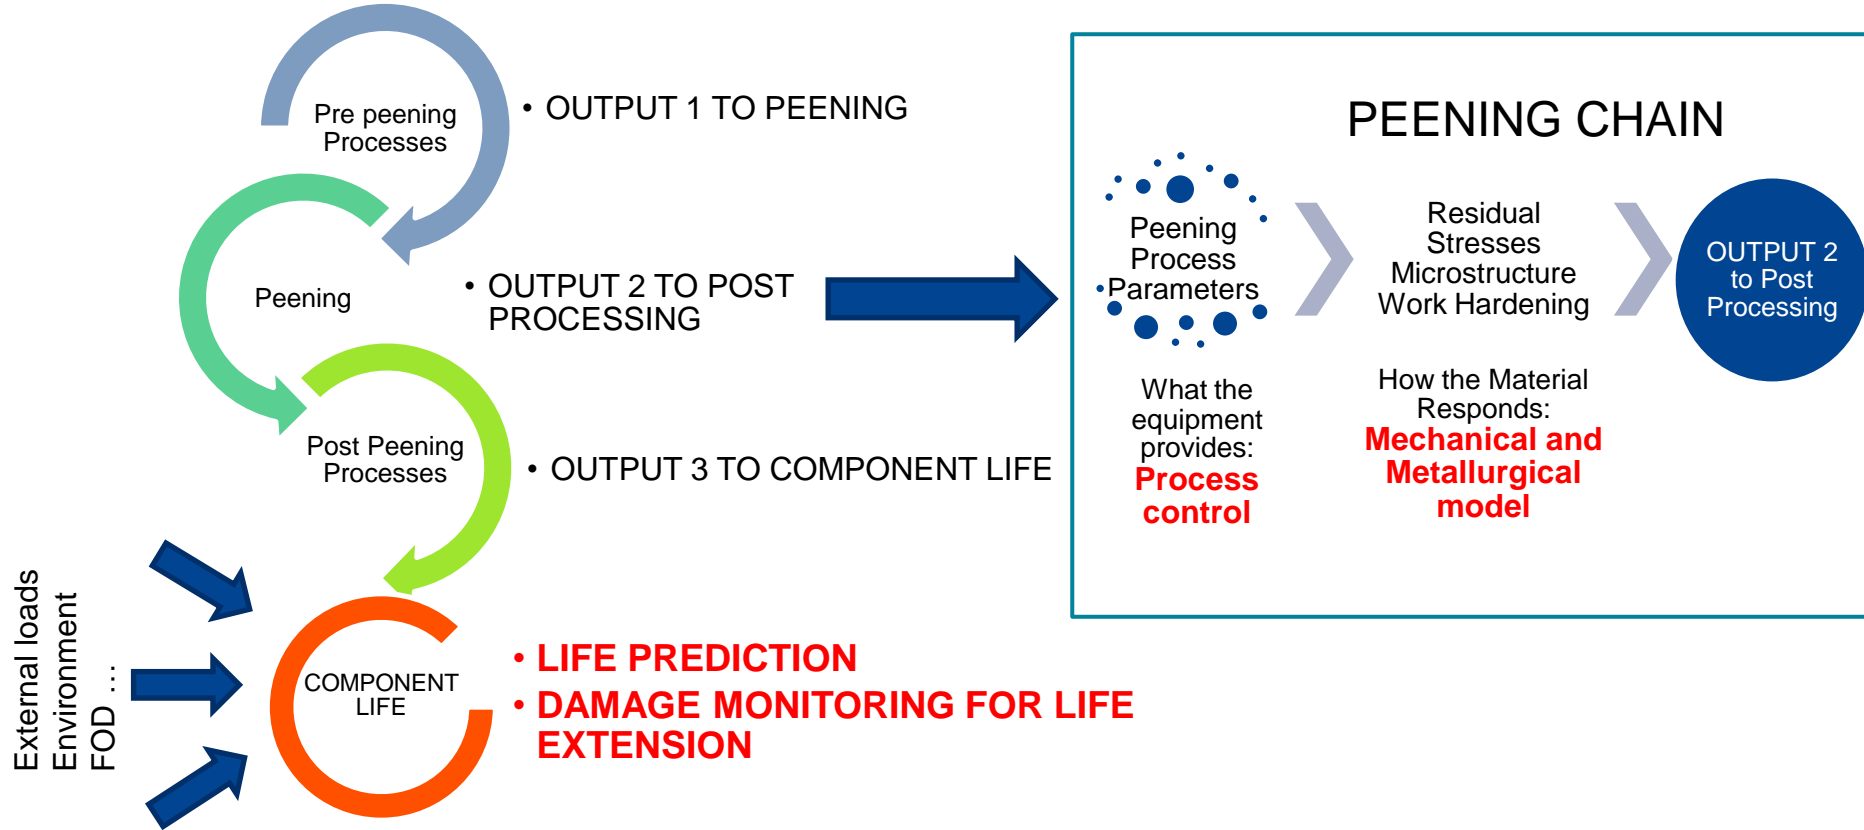 Pre peening
Processes
• OUTPUT 1 TO PEENING
Peening
• OUTPUT 2 TO POST
PROCESSING
Post Peening
Processes
• OUTPUT 3 TO COMPONENT LIFE
External loads
Environment
FOD ...
COMPONENT
LIFE
• LIFE PREDICTION
• DAMAGE MONITORING FOR LIFE
EXTENSION
PEENING CHAIN
Peening
Process
Parameters
What the
equipment
provides:
Process
control
Residual
Stresses
Microstructure
Work Hardening
How the Material
Responds:
Mechanical and
Metallurgical
model
OUTPUT 2
to Post
Processing